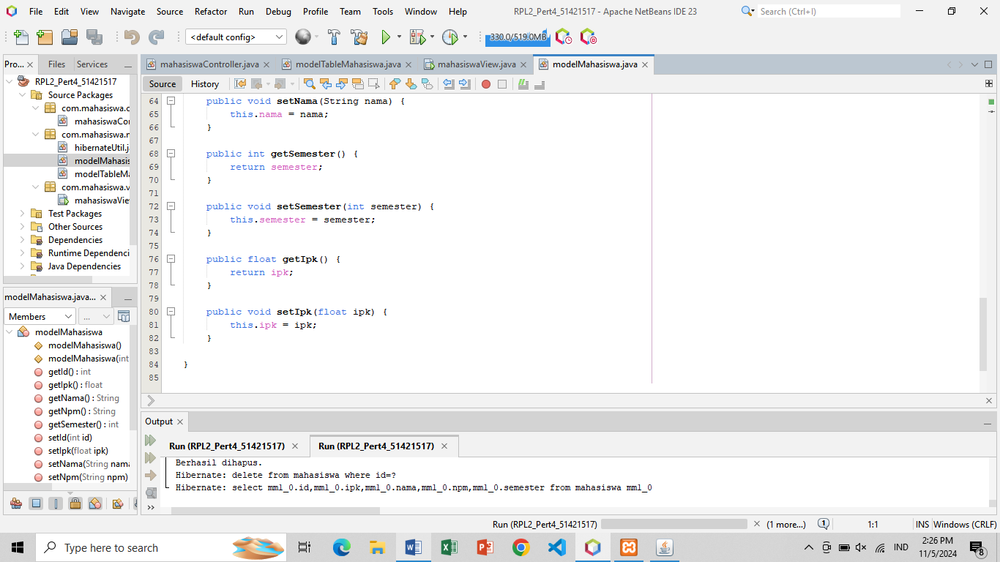 File Edit View Navigate Source Refactor Run Debug Profile Team Tools Window Help RPL2_Pert4_51421517 - Apache NetBeans IDE 23 Search (Ctrl+I)
<default config> 330.0/519.0MB
Pro... Files Services
mahasiswaController.java modelTableMahasiswa.java mahasiswaView.java modelMahasiswa.java
Source History
RPL2_Pert4_51421517
Source Packages
com.mahasiswa.c
mahasiswaCon
com.mahasiswa.m
hibernateUtil.j
modelMahasis
modelTableMa
com.mahasiswa.v
mahasiswaView
Test Packages
Other Sources
Dependencies
Runtime Dependenci
Java Dependencies
64 public void setNama(String nama) {
65 this.nama = nama;
66 }
67
68 public int getSemester() {
69 return semester;
70 }
71
72 public void setSemester(int semester) {
73 this.semester = semester;
74 }
75
76 public float getIpk() {
77 return ipk;
78 }
79
80 public void setIpk(float ipk) {
81 this.ipk = ipk;
82 }
83
84 }
85
modelMahasiswa.java...
Members ...
modelMahasiswa
modelMahasiswa()
modelMahasiswa(int
getId() : int
getIpk() : float
getNama() : String
getNpm() : String
getSemester() : int
setId(int id)
setIpk(float ipk)
setNama(String nama
setNpm(String npm)
Output
Run (RPL2_Pert4_51421517) Run (RPL2_Pert4_51421517)
Berhasil dihapus.
Hibernate: delete from mahasiswa where id=?
Hibernate: select mml_0.id,mml_0.ipk,mml_0.nama,mml_0.npm,mml_0.semester from mahasiswa mml_0
Run (RPL2_Pert4_51421517) (1 more...) 1 1:1 INS Windows (CRLF)
Type here to search IND 2:26 PM
11/5/2024 8